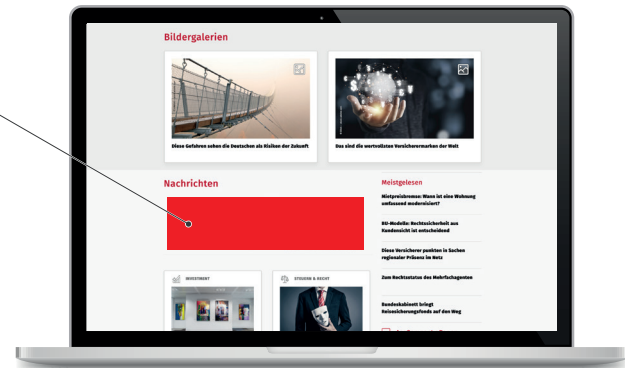 Bildergalerien
Diese Gefahren sehen die Deutschen als Risiken der Zukunft
Das sind die wertvollsten Versicherermarken der Welt
Nachrichten
INVESTMENT
STEUERN & RECHT
Meistgelesen
Mietpreisbremse: Wann ist eine Wohnung
umfassend modernisiert?
BU-Modelle: Rechtssicherheit aus
Kundensicht ist entscheidend
Diese Versicherer punkten in Sachen
regionaler Präsenz im Netz
Zum Rechtsstatus des Mehrfachagenten
Bundeskabinett bringt
Reisesicherungsfonds auf den Weg